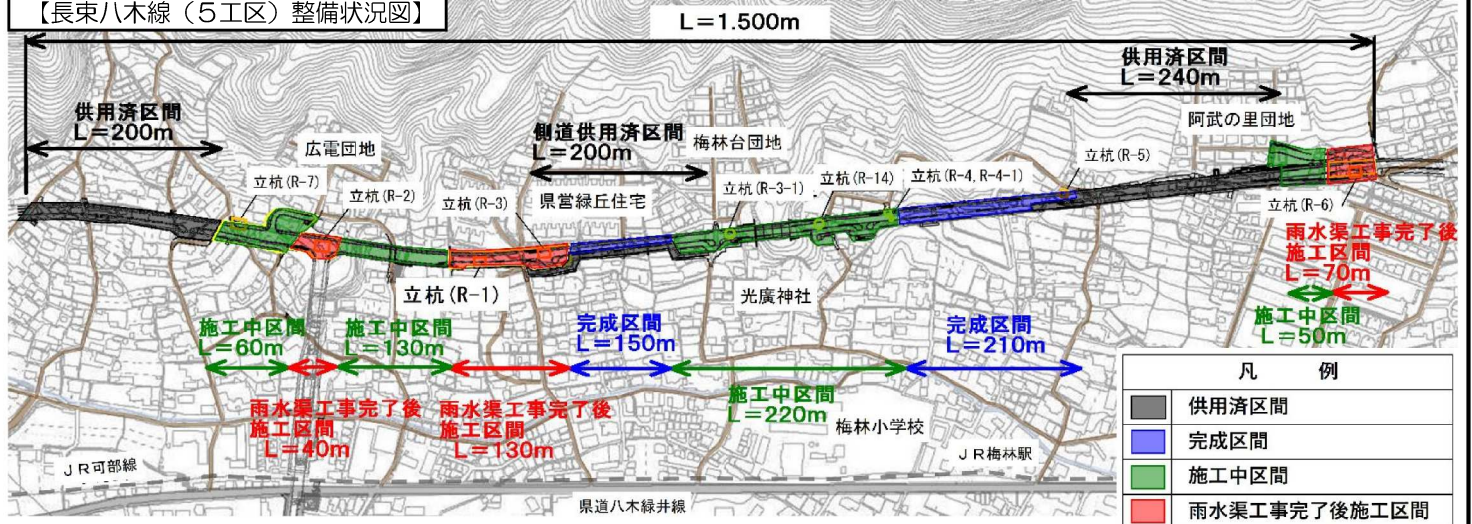 【長束八木線（5工区）整備状況図】
L＝1.500m
供用済区間
L＝240m
供用済区間
L＝200m
広電団地
側道供用済区間
L＝200m
梅林台団地
阿武の里団地
立杭(R-7)
立杭(R-2)
立杭(R-3)
県営緑丘住宅
立杭(R-3-1)
立杭(R-14)
立杭(R-4, R-4-1)
立杭(R-5)
立杭(R-6)
立杭(R-1)
光廣神社
雨水渠工事完了後
施工区間
L＝70m
施工中区間
L＝60m
施工中区間
L＝130m
完成区間
L＝150m
完成区間
L＝210m
施工中区間
L＝50m
雨水渠工事完了後
施工区間
L＝40m
雨水渠工事完了後
施工区間
L＝130m
施工中区間
L＝220m
梅林小学校
JR可部線
JR梅林駅
県道八木緑井線
凡　例
供用済区間
完成区間
施工中区間
雨水渠工事完了後施工区間